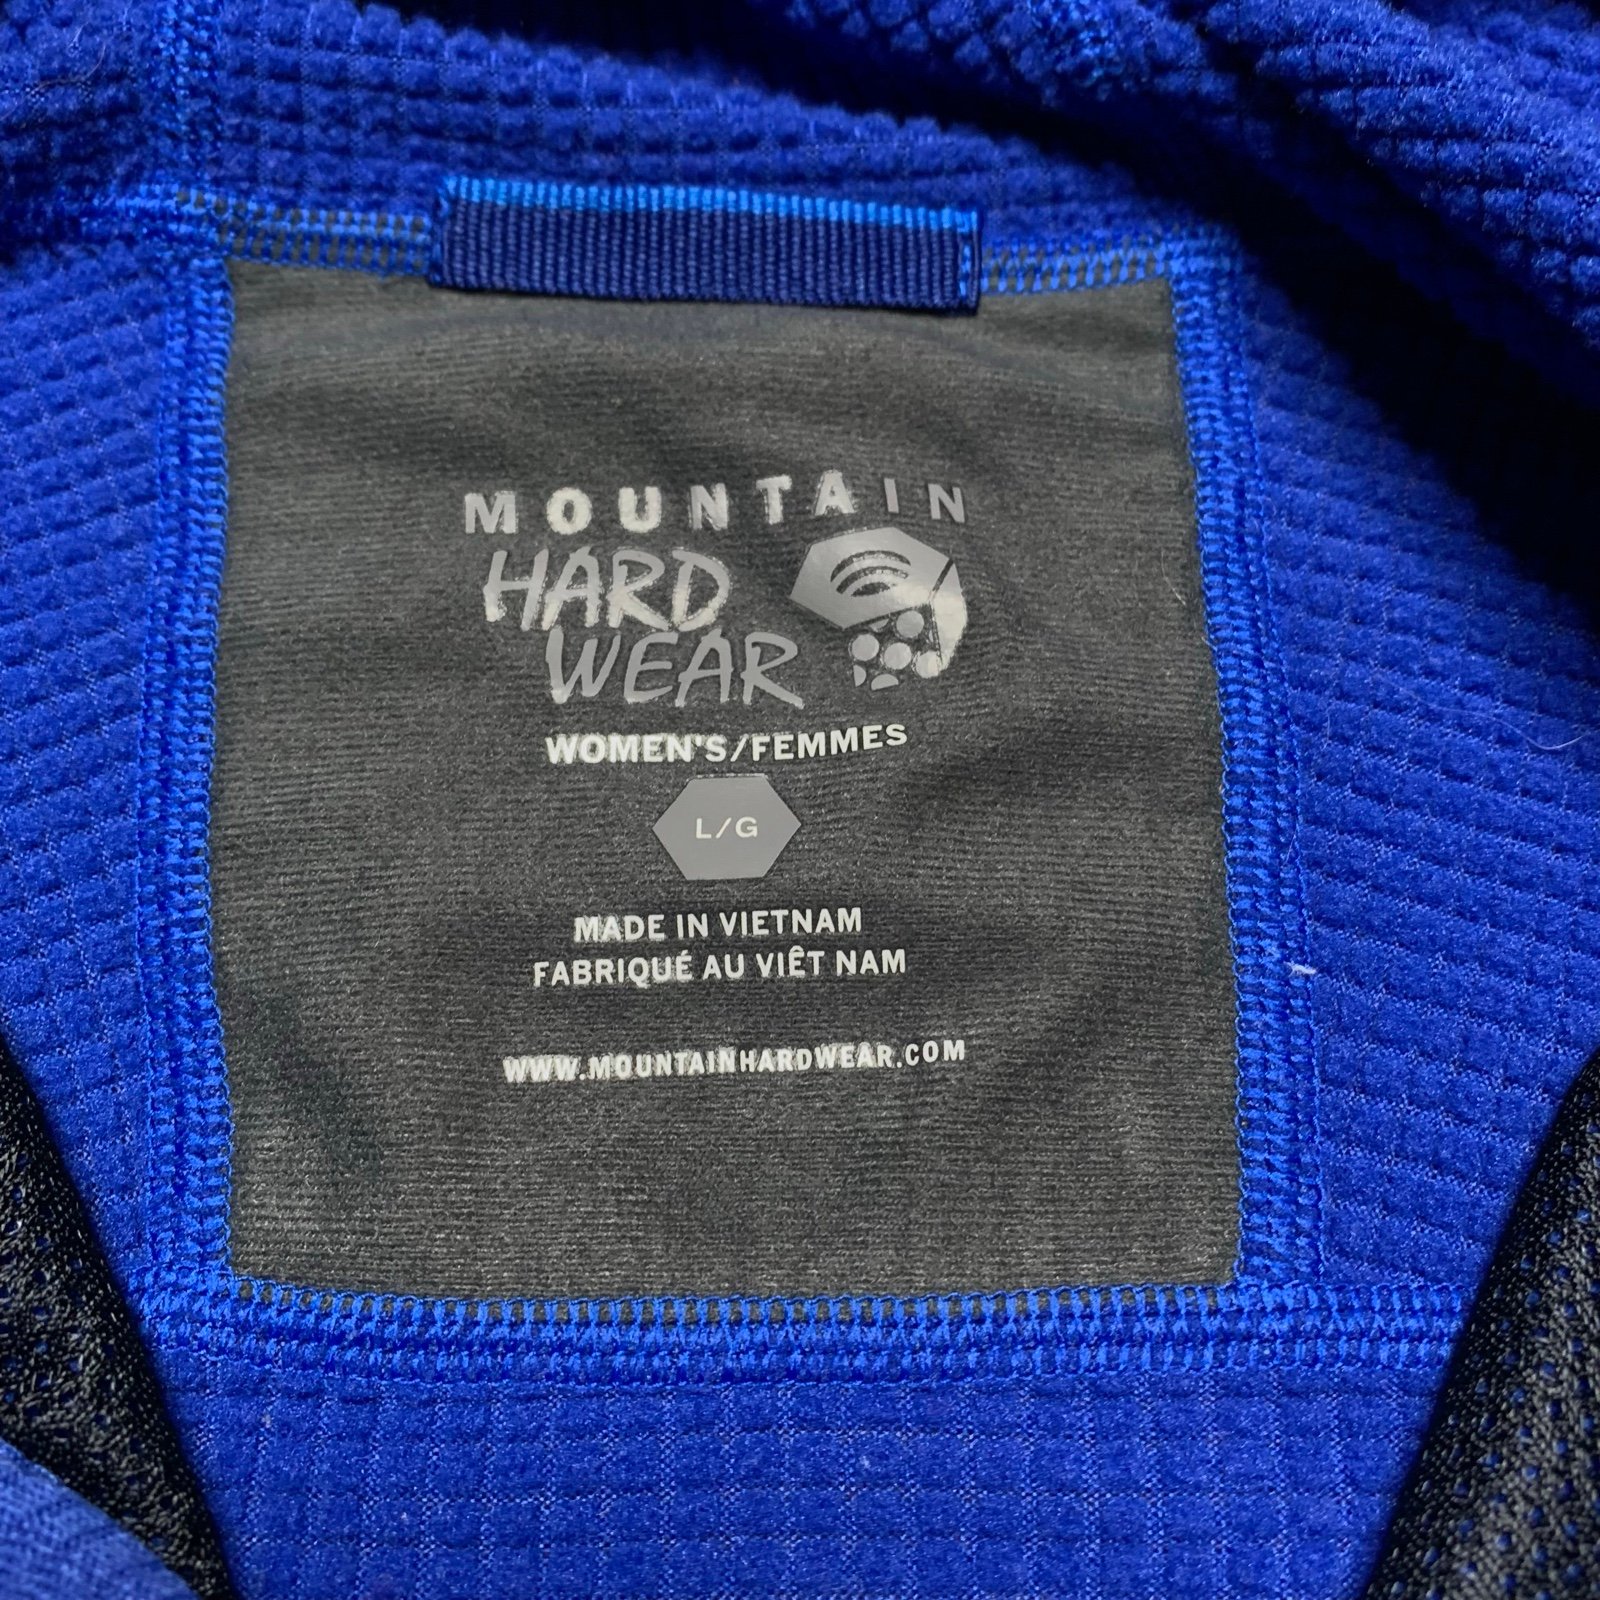 MOUNTAIN
HARD
WEAR
WOMEN'S/FEMMES
L/G
MADE IN VIETNAM
FABRIQUÉ AU VIÊT NAM
WWW.MOUNTAINHARDWEAR.COM